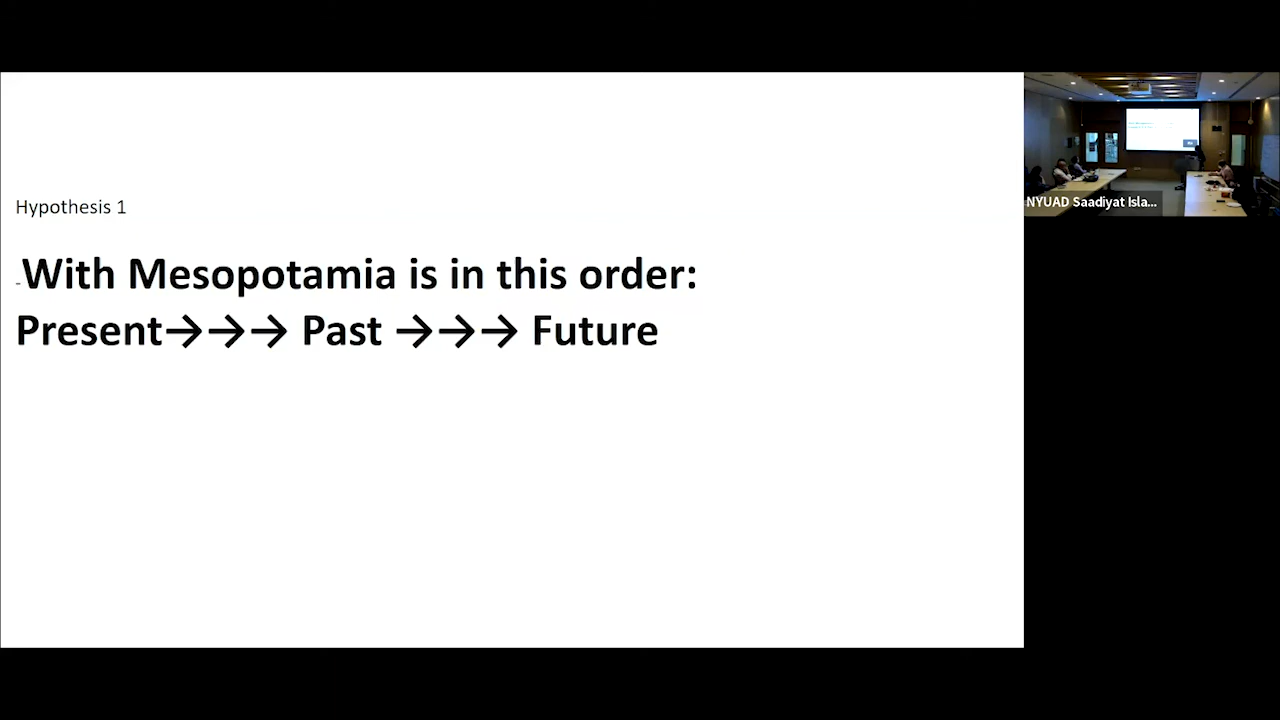 Hypothesis 1
-With Mesopotamia is in this order:
Present→→→ Past →→→ Future
NYUAD Saadiyat Isla...